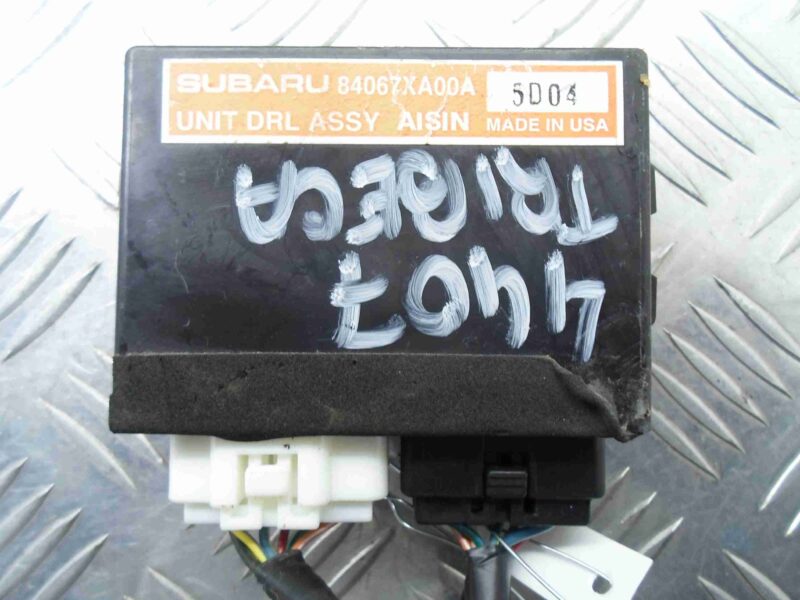 SUBARU 84067XA00A 5D04
UNIT DRL ASSY AISIN MADE IN USA
4407
TRIBECA